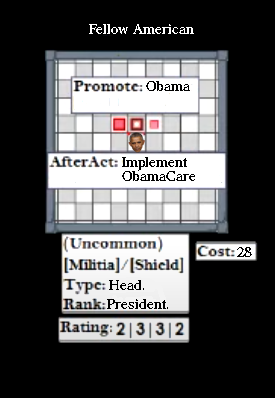 Fellow American
Promote: Obama
AfterAct: Implement
ObamaCare
(Uncommon)
[Militia]/[Shield]
Type: Head.
Rank:President.
Cost:28
Rating: 2|3|3|2